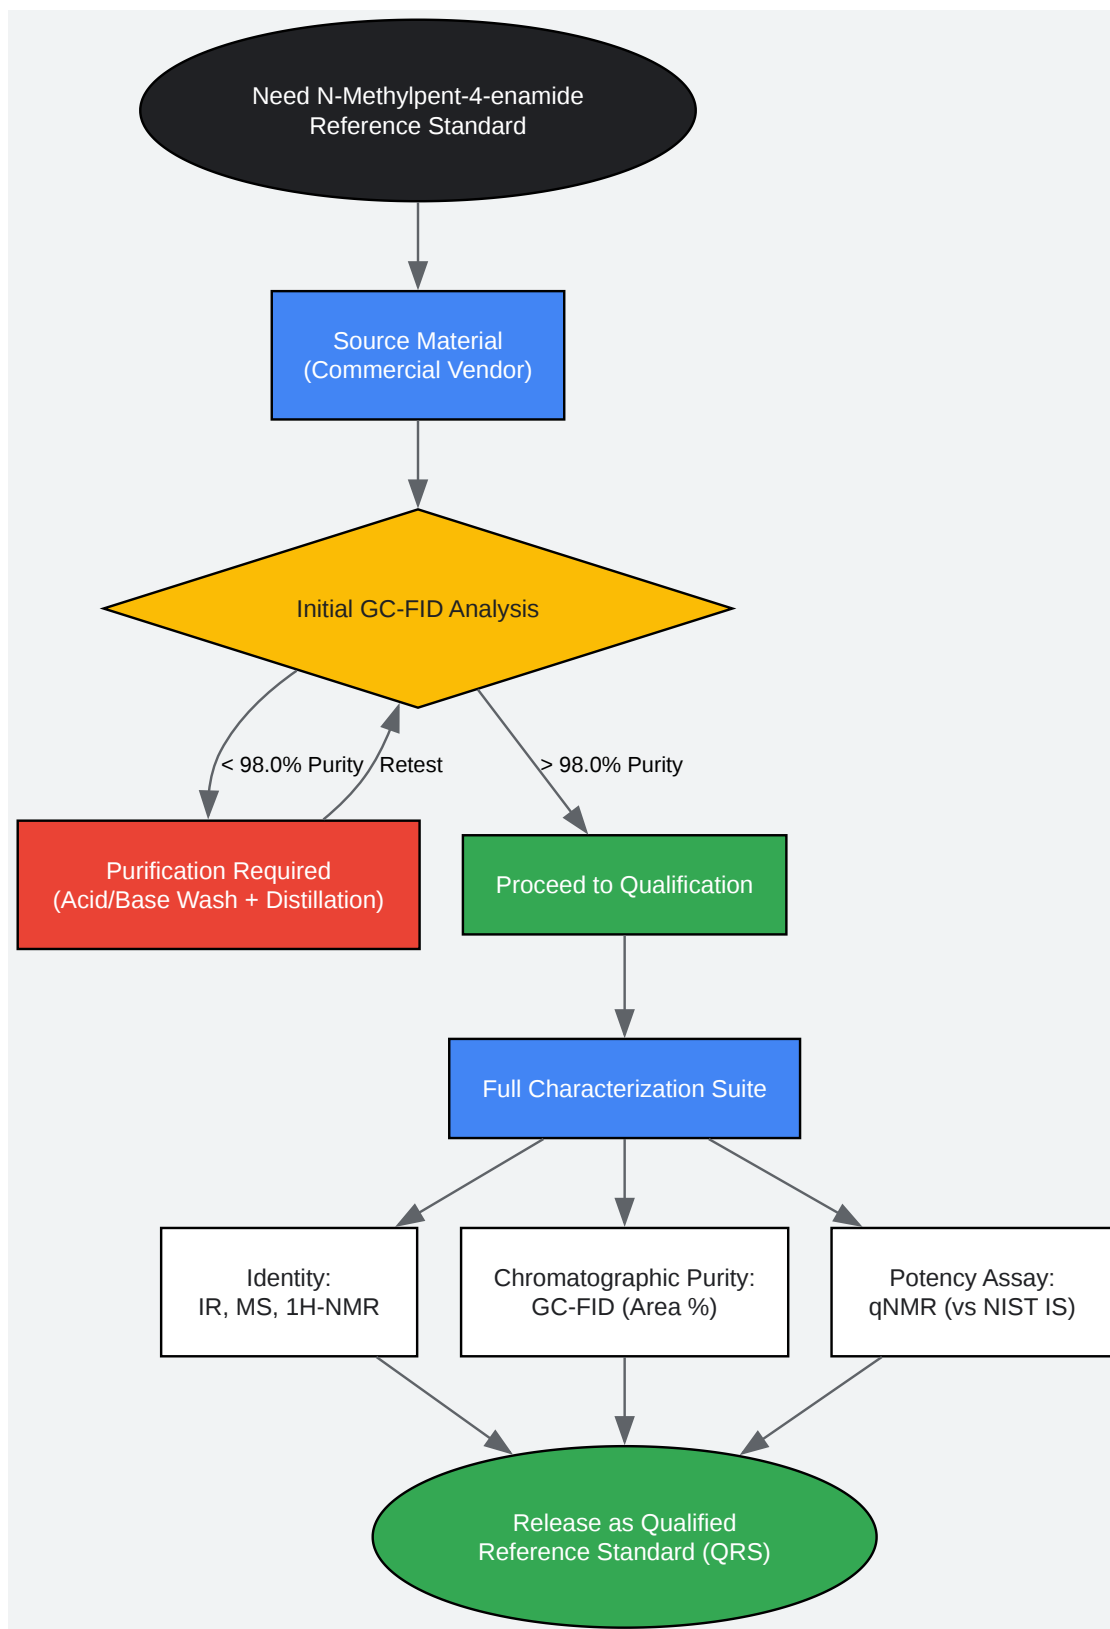 Need N-Methylpent-4-enamide
Reference Standard
Source Material
(Commercial Vendor)
Initial GC-FID Analysis
< 98.0% Purity
Retest
> 98.0% Purity
Purification Required
(Acid/Base Wash + Distillation)
Proceed to Qualification
Full Characterization Suite
Identity:
IR, MS, 1H-NMR
Chromatographic Purity:
GC-FID (Area %)
Potency Assay:
qNMR (vs NIST IS)
Release as Qualified
Reference Standard (QRS)